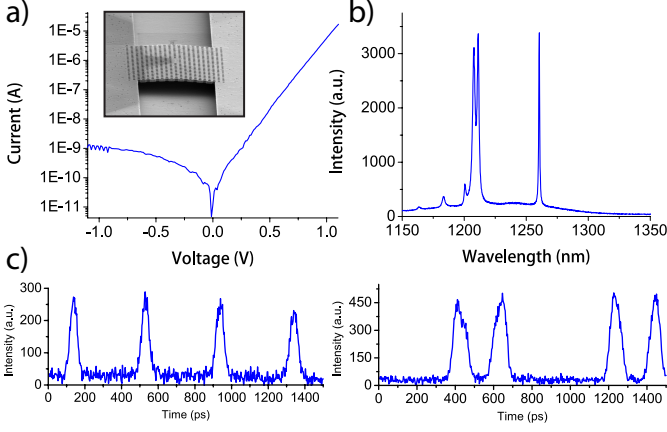 a)
1E-5
1E-6
1E-7
1E-8
1E-9
1E-10
1E-11
Current (A)
-1.0 -0.5 0.0 0.5 1.0
Voltage (V)
b)
3000
2000
1000
0
Intensity (a.u.)
1150 1200 1250 1300 1350
Wavelength (nm)
c)
300
200
100
0
Intensity (a.u.)
0 200 400 600 800 1000 1200 1400
Time (ps)
450
300
150
0
Intensity (a.u.)
0 200 400 600 800 1000 1200 1400
Time (ps)